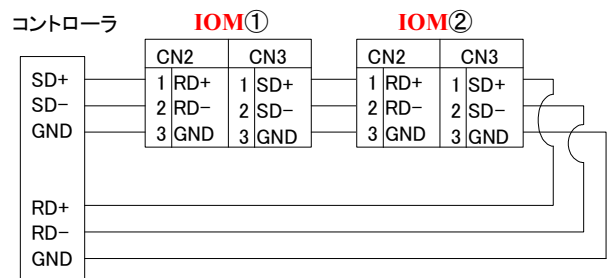 コントローラ IOM① IOM②
CN2 CN3 CN2 CN3
SD+ 1 RD+ 1 SD+ 1 RD+ 1 SD+
SD- 2 RD- 2 SD- 2 RD- 2 SD-
GND 3 GND 3 GND 3 GND 3 GND
RD+
RD-
GND